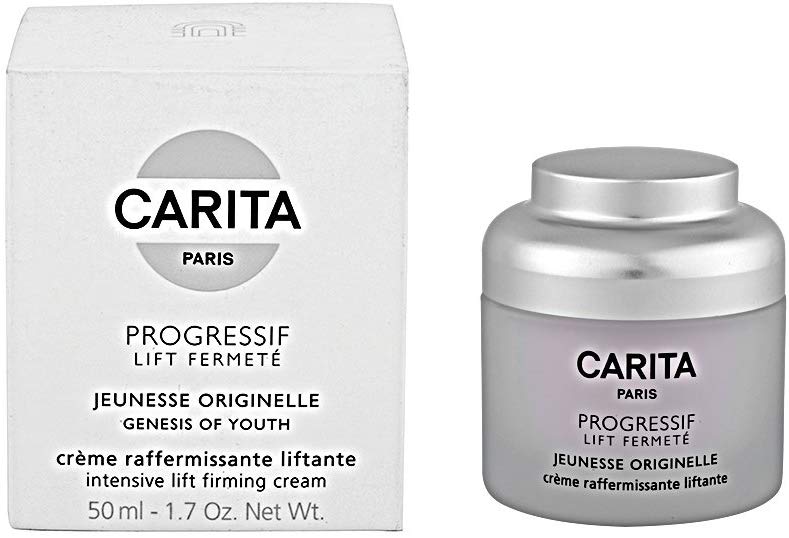 CARITA
PARIS
PROGRESSIF
LIFT FERMETÉ
JEUNESSE ORIGINELLE
GENESIS OF YOUTH
crème raffermissante liftante
intensive lift firming cream
50 ml - 1.7 Oz. Net Wt.
CARITA
PARIS
PROGRESSIF
LIFT FERMETÉ
JEUNESSE ORIGINELLE
crème raffermissante liftante